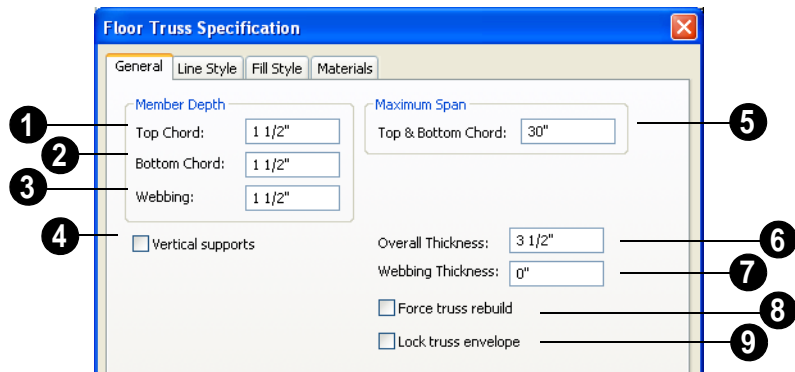 Floor Truss Specification
General Line Style Fill Style Materials
Member Depth
1 Top Chord: 1 1/2"
2 Bottom Chord: 1 1/2"
3 Webbing: 1 1/2"
4 Vertical supports
Maximum Span
Top & Bottom Chord: 30" 5
Overall Thickness: 3 1/2" 6
Webbing Thickness: 0" 7
Force truss rebuild 8
Lock truss envelope 9